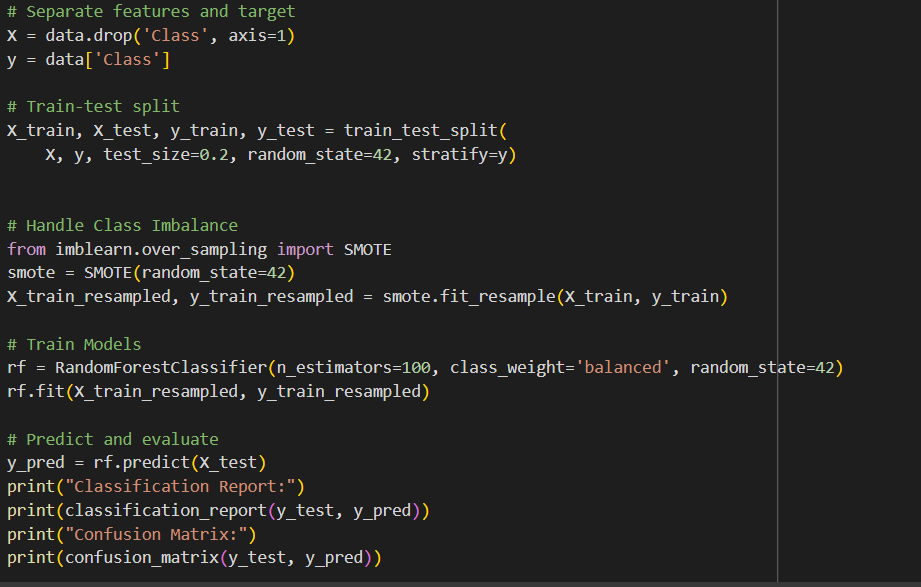 # Separate features and target
X = data.drop('Class', axis=1)
y = data['Class']
# Train-test split
X_train, X_test, y_train, y_test = train_test_split(
    X, y, test_size=0.2, random_state=42, stratify=y)
# Handle Class Imbalance
from imblearn.over_sampling import SMOTE
smote = SMOTE(random_state=42)
X_train_resampled, y_train_resampled = smote.fit_resample(X_train, y_train)
# Train Models
rf = RandomForestClassifier(n_estimators=100, class_weight='balanced', random_state=42)
rf.fit(X_train_resampled, y_train_resampled)
# Predict and evaluate
y_pred = rf.predict(X_test)
print("Classification Report:")
print(classification_report(y_test, y_pred))
print("Confusion Matrix:")
print(confusion_matrix(y_test, y_pred))